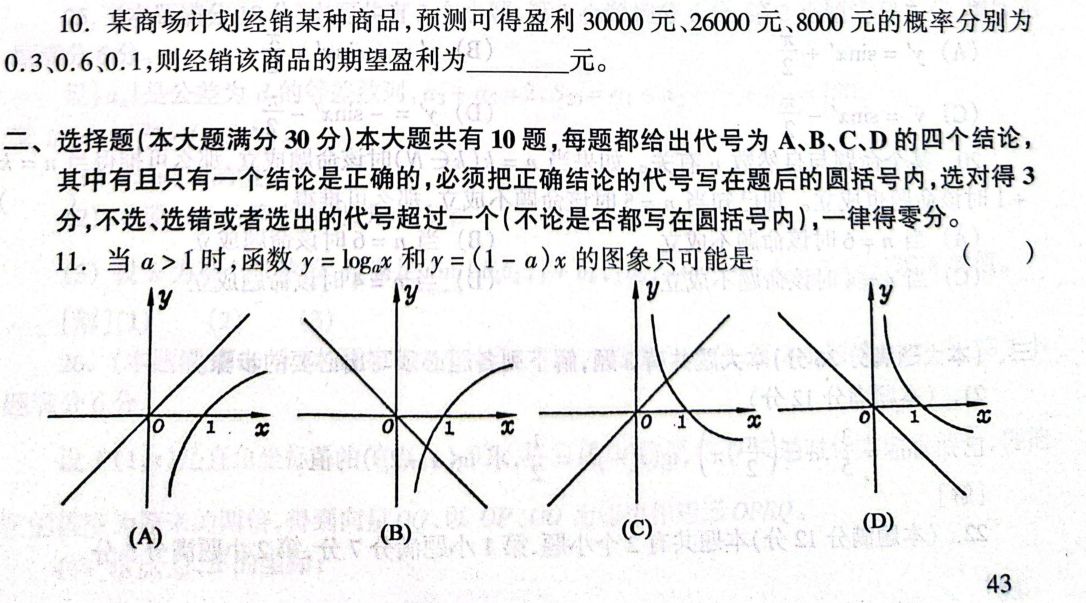 10. 某商场计划经销某种商品,预测可得盈利 30000 元、26000 元、8000 元的概率分别为
0.3、0.6、0.1,则经销该商品的期望盈利为________元。
二、选择题(本大题满分 30 分)本大题共有 10 题,每题都给出代号为 A、B、C、D 的四个结论,
其中有且只有一个结论是正确的,必须把正确结论的代号写在题后的圆括号内,选对得 3
分,不选、选错或者选出的代号超过一个(不论是否都写在圆括号内),一律得零分。
11. 当 a > 1 时,函数 y = logₐx 和 y = (1 - a)x 的图象只可能是 ( )
y y y y
0 1 x 0 1 x 0 1 x 0 1 x
(A) (B) (C) (D)
43